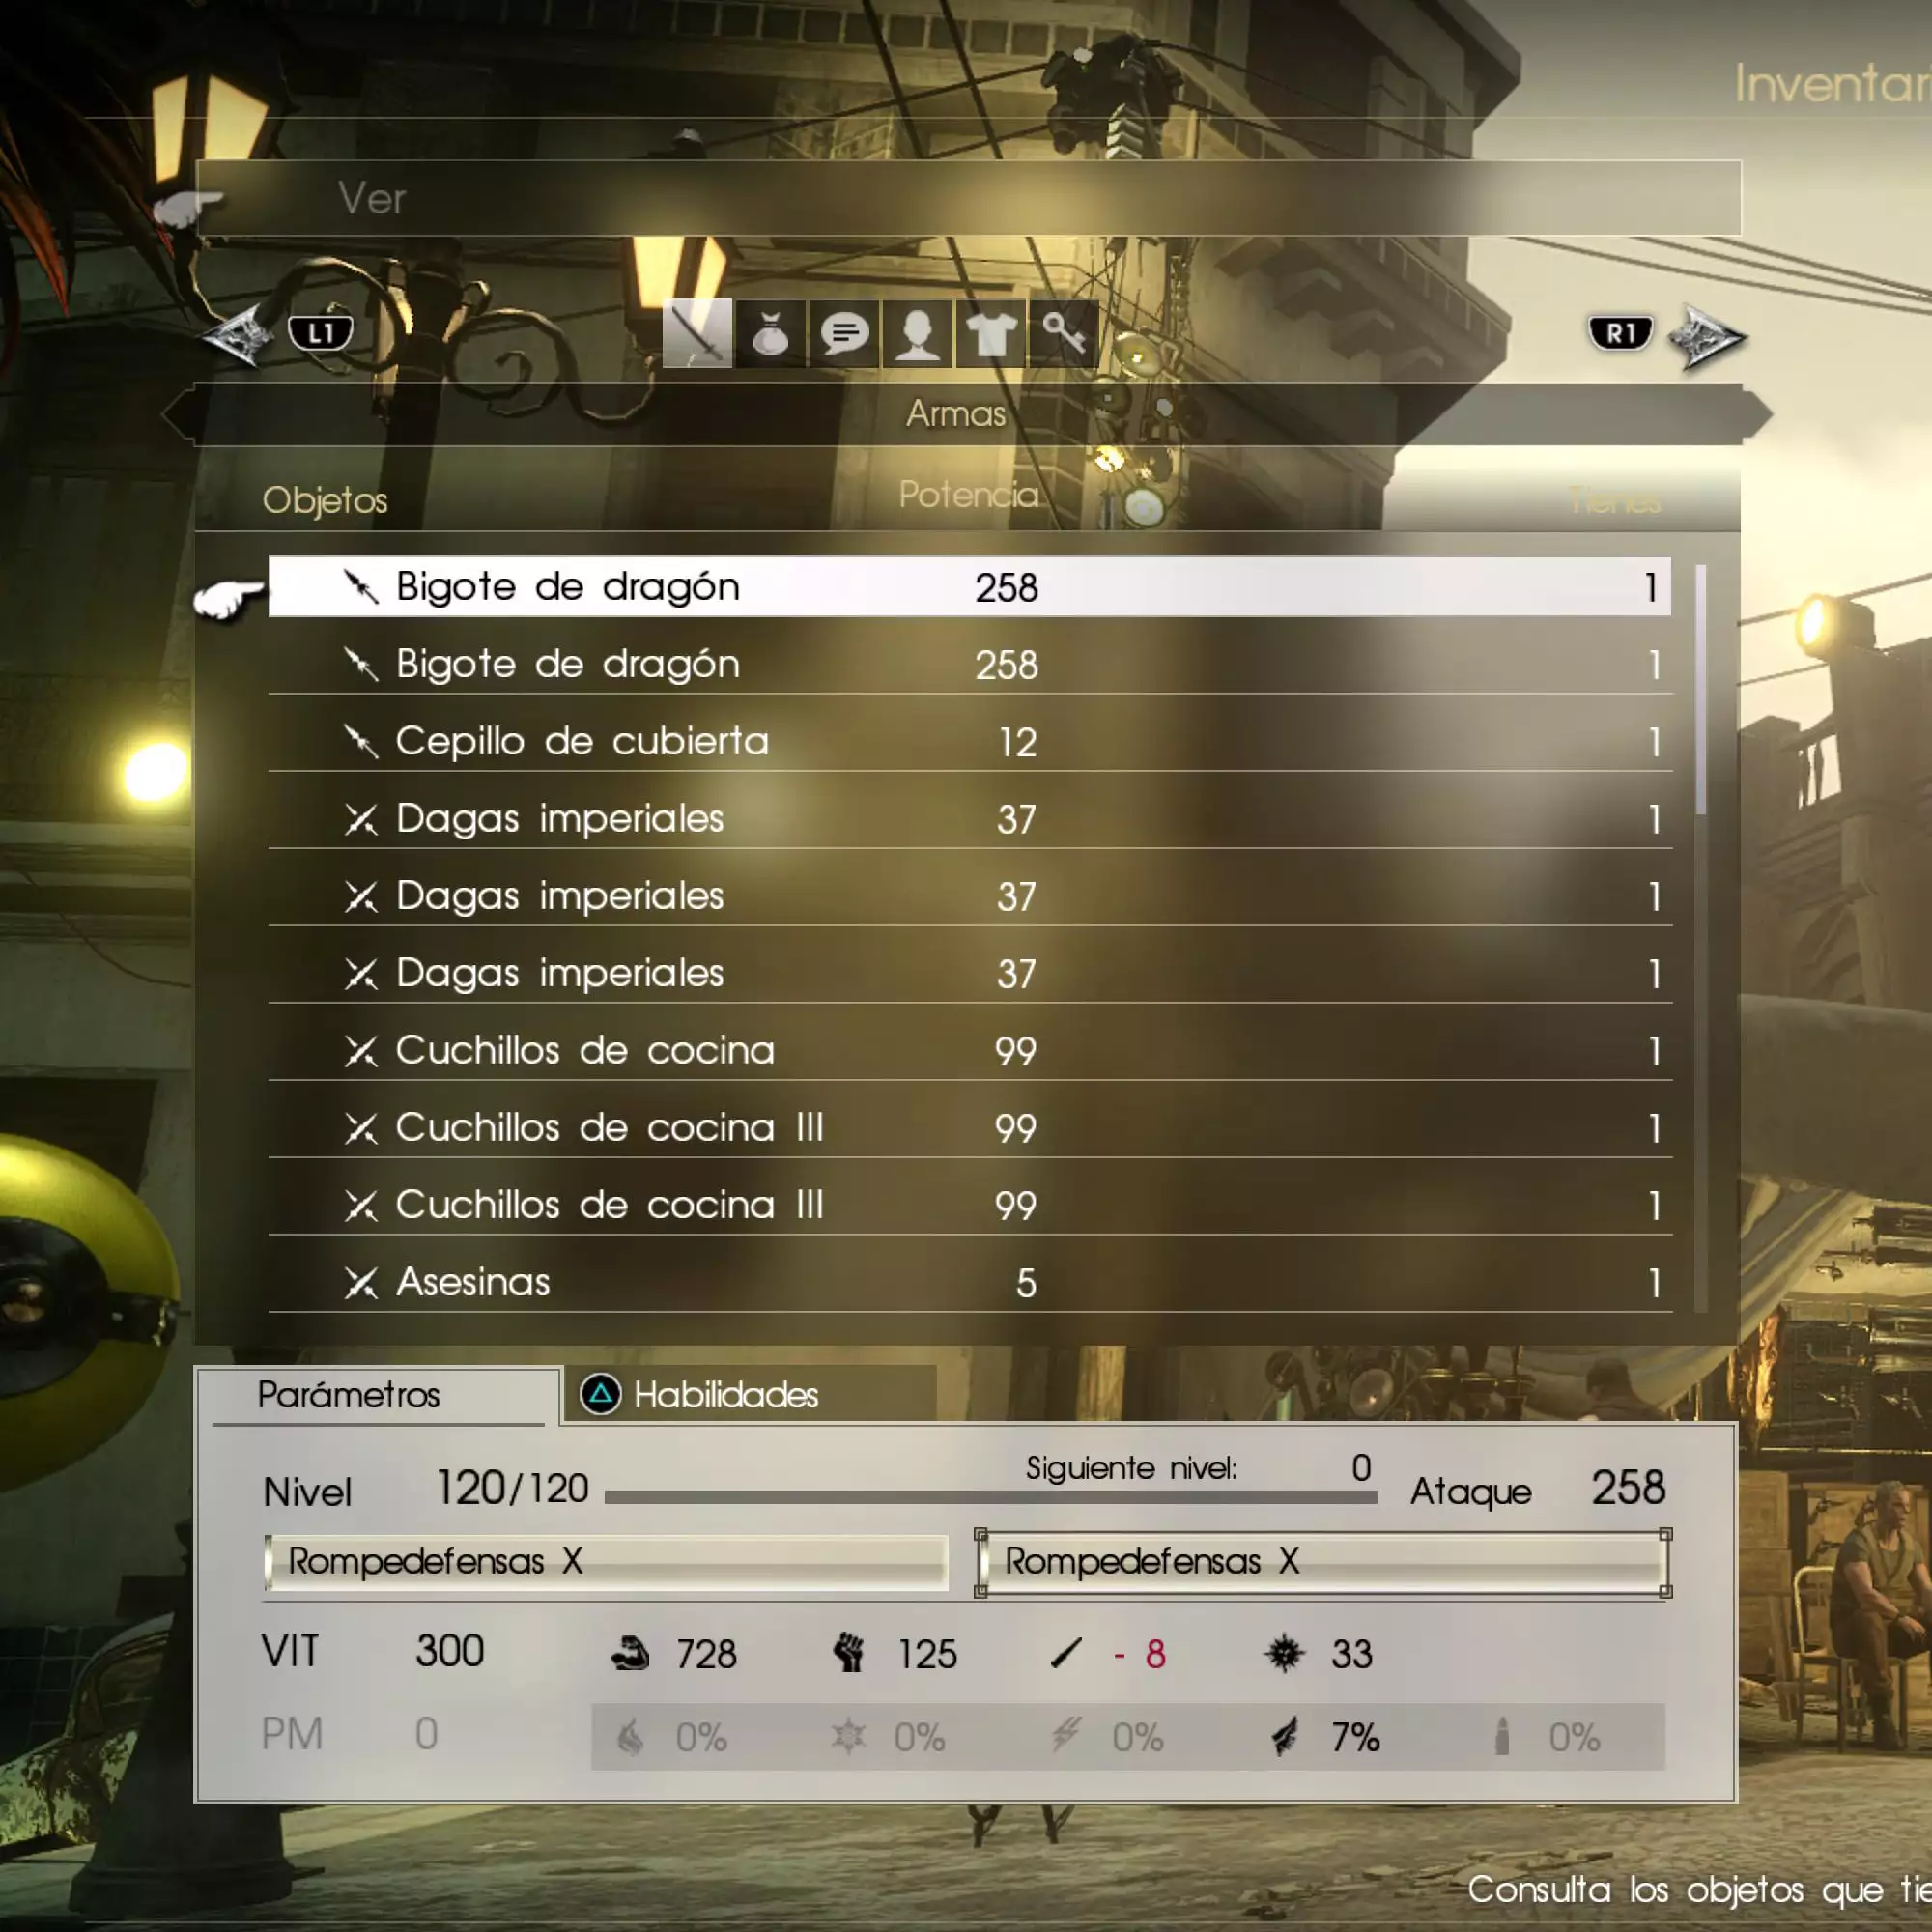 Inventari
Ver
L1
R1
Armas
Objetos Potencia Tienes
Bigote de dragón 258 1
Bigote de dragón 258 1
Cepillo de cubierta 12 1
Dagas imperiales 37 1
Dagas imperiales 37 1
Dagas imperiales 37 1
Cuchillos de cocina 99 1
Cuchillos de cocina III 99 1
Cuchillos de cocina III 99 1
Asesinas 5 1
Parámetros Habilidades
Nivel 120/120 Siguiente nivel: 0 Ataque 258
Rompedefensas X Rompedefensas X
VIT 300 728 125 - 8 33
PM 0 0% 0% 0% 7% 0%
Consulta los objetos que tie